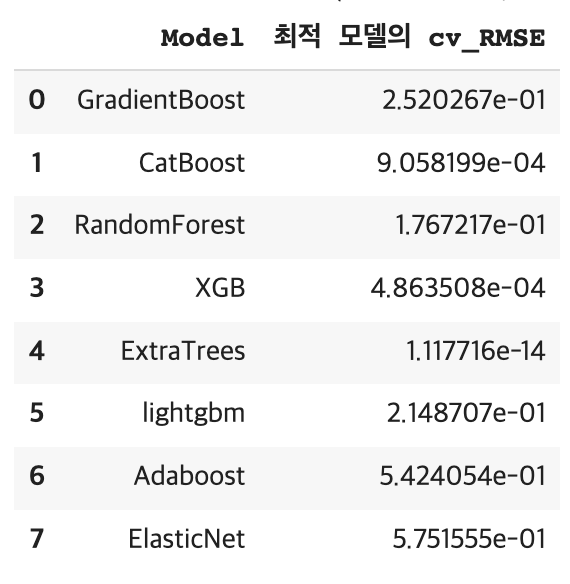 Model 최적 모델의 cv_RMSE
0 GradientBoost 2.520267e-01
1 CatBoost 9.058199e-04
2 RandomForest 1.767217e-01
3 XGB 4.863508e-04
4 ExtraTrees 1.117716e-14
5 lightgbm 2.148707e-01
6 Adaboost 5.424054e-01
7 ElasticNet 5.751555e-01